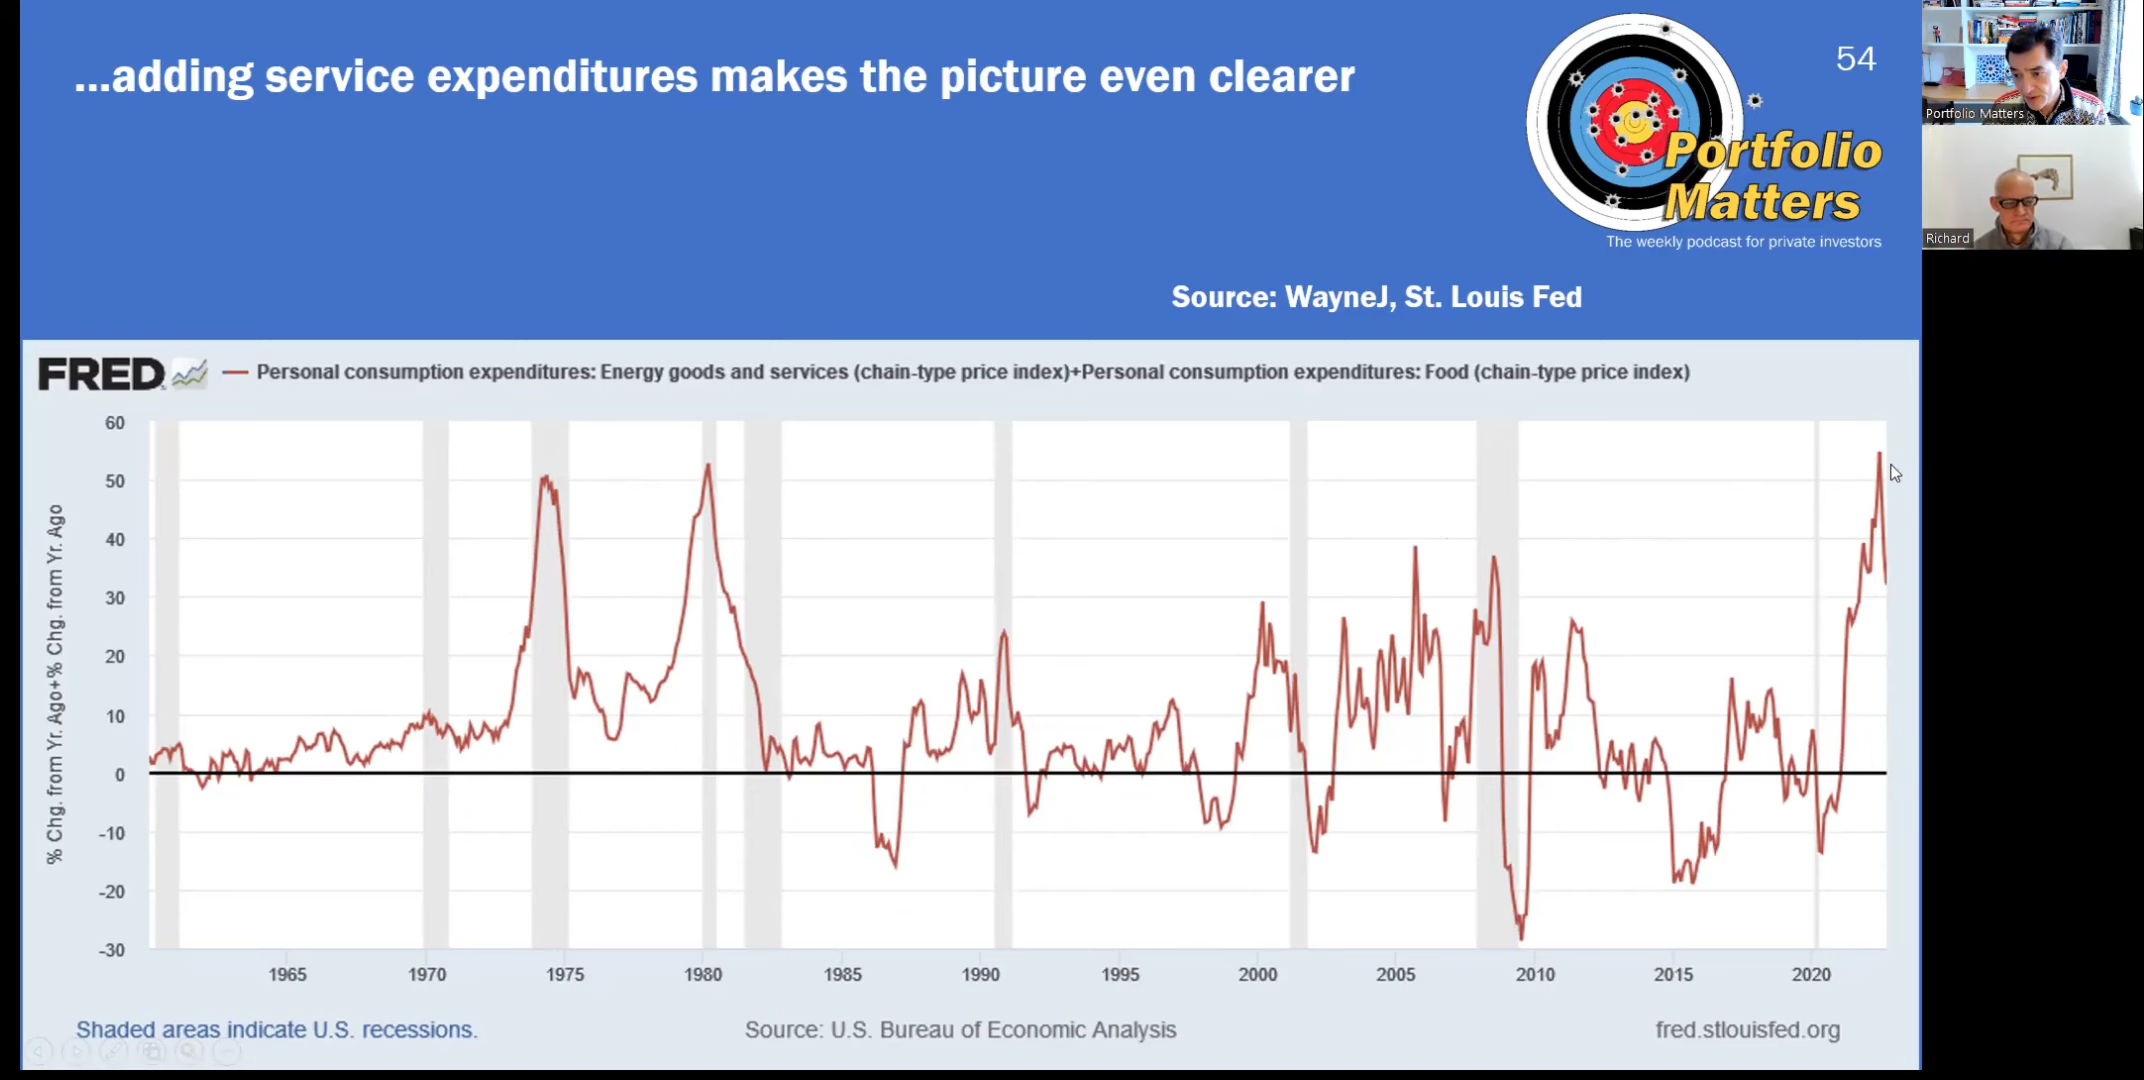 ...adding service expenditures makes the picture even clearer
54
Portfolio
Matters
The weekly podcast for private investors
Source: WayneJ, St. Louis Fed
Portfolio Matters
Richard
FRED
Personal consumption expenditures: Energy goods and services (chain-type price index)+Personal consumption expenditures: Food (chain-type price index)
% Chg. from Yr. Ago+% Chg. from Yr. Ago
60
50
40
30
20
10
0
-10
-20
-30
1965 1970 1975 1980 1985 1990 1995 2000 2005 2010 2015 2020
Shaded areas indicate U.S. recessions.
Source: U.S. Bureau of Economic Analysis
fred.stlouisfed.org